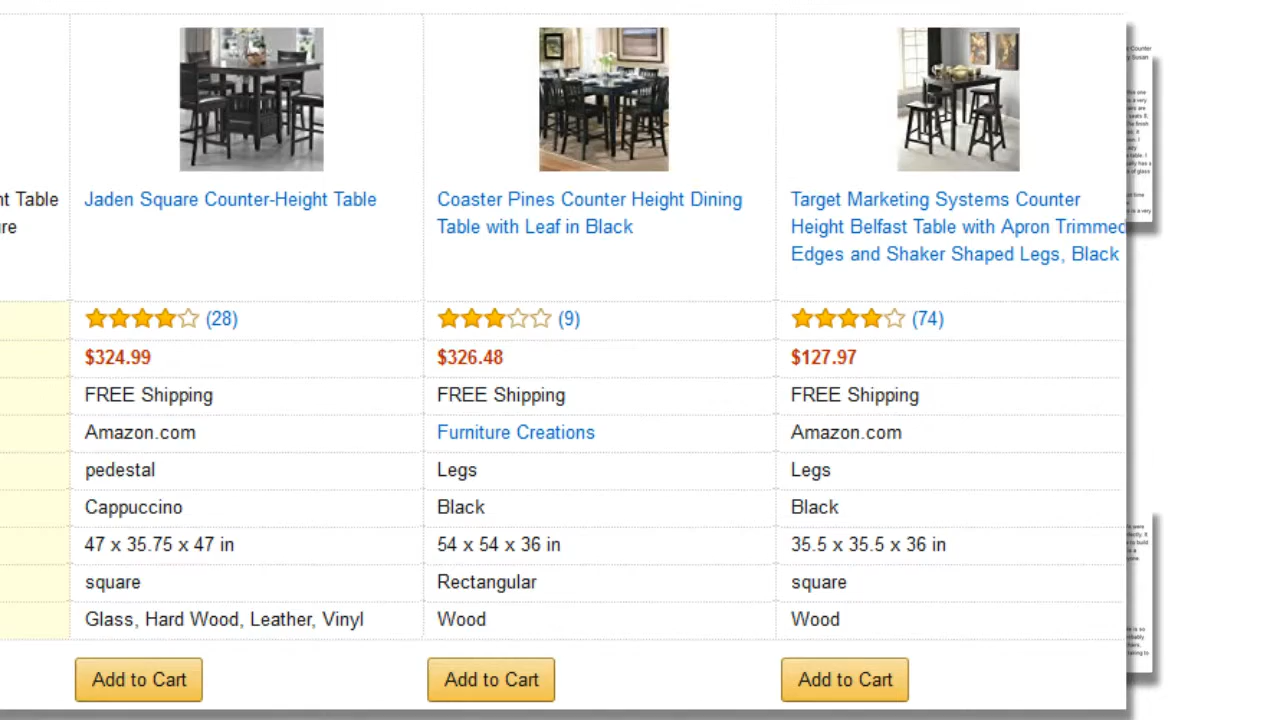 nt Table
re
Jaden Square Counter-Height Table
Coaster Pines Counter Height Dining
Table with Leaf in Black
Target Marketing Systems Counter
Height Belfast Table with Apron Trimmed
Edges and Shaker Shaped Legs, Black
(28)
(9)
(74)
$324.99
$326.48
$127.97
FREE Shipping
FREE Shipping
FREE Shipping
Amazon.com
Furniture Creations
Amazon.com
pedestal
Legs
Legs
Cappuccino
Black
Black
47 x 35.75 x 47 in
54 x 54 x 36 in
35.5 x 35.5 x 36 in
square
Rectangular
square
Glass, Hard Wood, Leather, Vinyl
Wood
Wood
Add to Cart
Add to Cart
Add to Cart